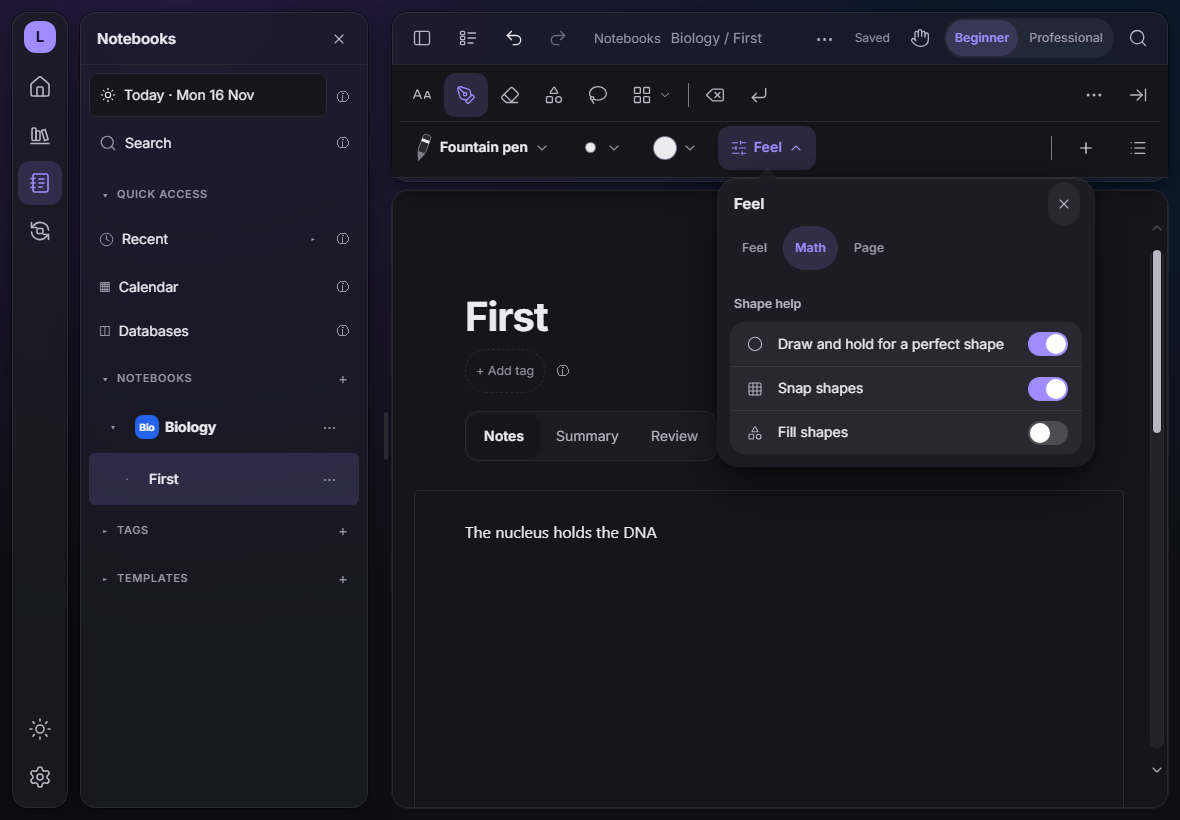 L
Notebooks
Today · Mon 16 Nov
Search
QUICK ACCESS
Recent
Calendar
Databases
NOTEBOOKS
Bio Biology
First
TAGS
TEMPLATES
Notebooks Biology / First
Saved
Beginner Professional
AA
Fountain pen
Feel
Feel
Feel Math Page
Shape help
Draw and hold for a perfect shape
Snap shapes
Fill shapes
First
+ Add tag
Notes Summary Review
The nucleus holds the DNA